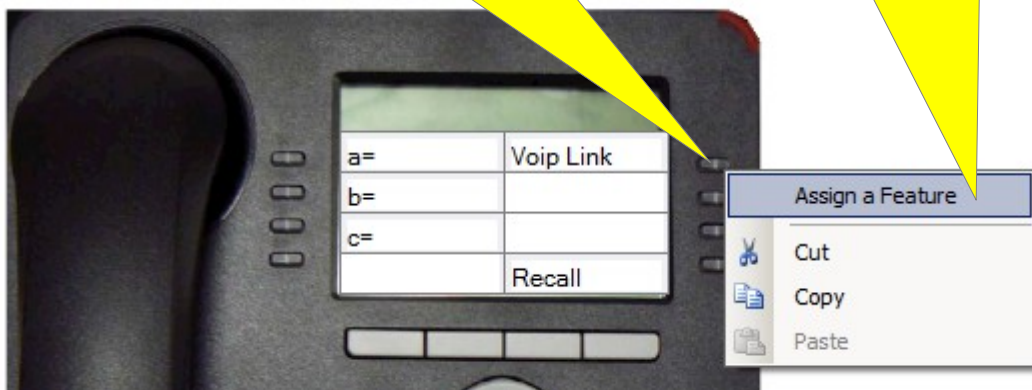 a=
Voip Link
b=
c=
Recall
Assign a Feature
Cut
Copy
Paste